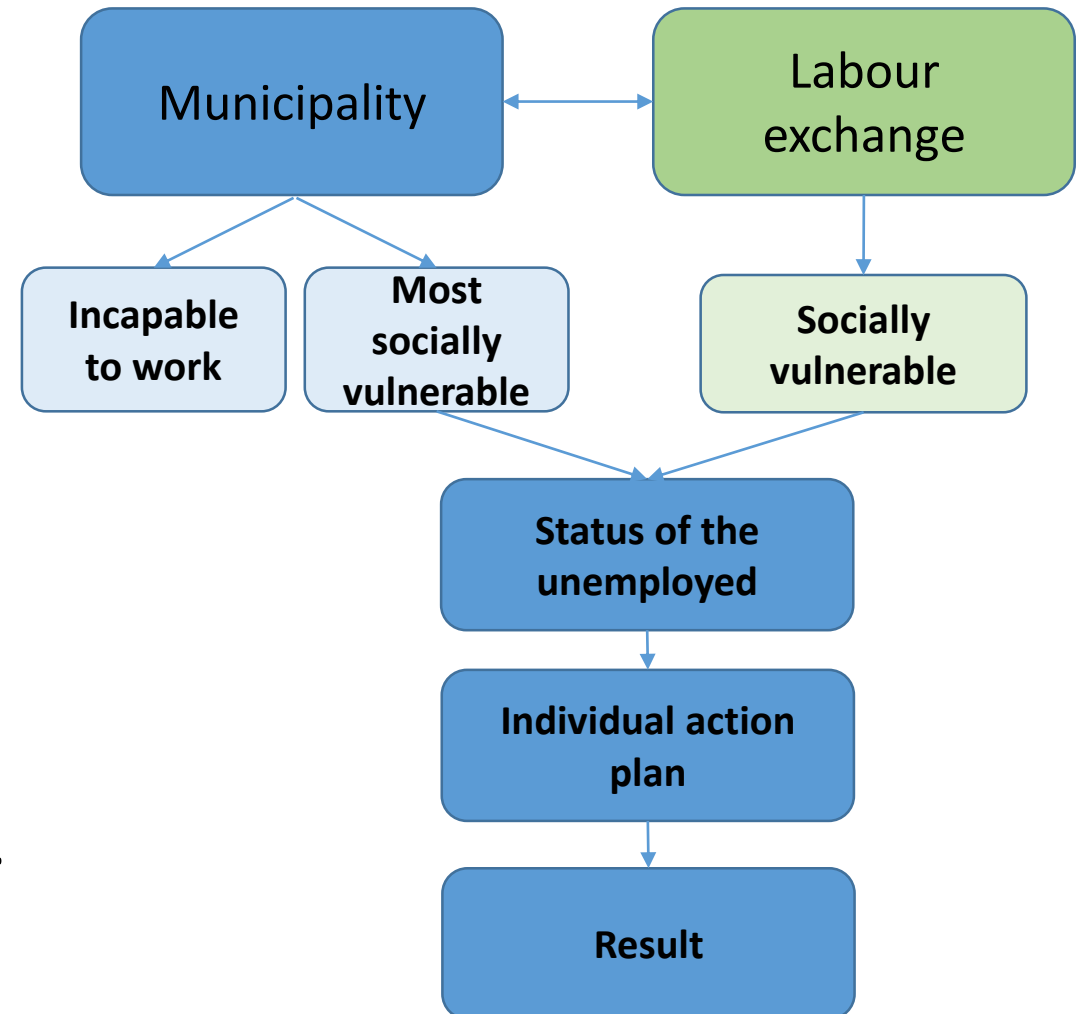 Municipality
Labour
exchange
Incapable
to work
Most
socially
vulnerable
Socially
vulnerable
Status of the
unemployed
Individual action
plan
Result